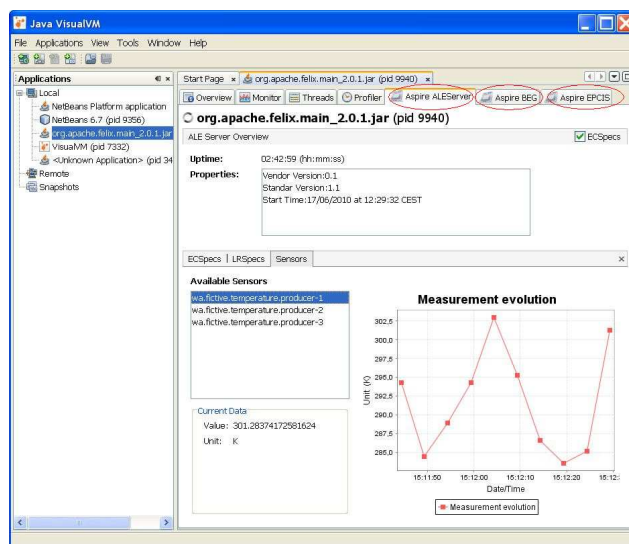 Java VisualVM
File Applications View Tools Window Help
Applications
Local
NetBeans Platform application
NetBeans 6.7 (pid 9356)
org.apache.felix.main_2.0.1.jar
VisualVM (pid 7332)
<Unknown Application> (pid 34
Remote
Snapshots
Start Page
org.apache.felix.main_2.0.1.jar (pid 9940)
Overview Monitor Threads Profiler Aspire ALEServer Aspire BEG Aspire EPCIS
org.apache.felix.main_2.0.1.jar (pid 9940)
ALE Server Overview
ECSpecs
Uptime: 02:42:59 (hh:mm:ss)
Properties:
Vendor Version:0.1
Standar Version:1.1
Start Time:17/06/2010 at 12:29:32 CEST
ECSpecs LRSpecs Sensors
Available Sensors
wa.fictive.temperature.producer-1
wa.fictive.temperature.producer-2
wa.fictive.temperature.producer-3
Current Data
Value: 301.28374172581624
Unit: K
Measurement evolution
302,5
300,0
297,5
295,0
292,5
290,0
287,5
285,0
Unit (K)
15:11:50 15:12:00 15:12:10 15:12:20 15:12:
Date/Time
Measurement evolution